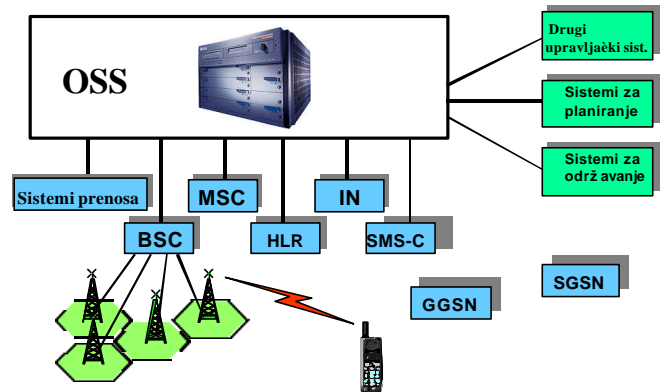 OSS
Drugi
upravljaèki sist.
Sistemi za
planiranje
Sistemi za
održavanje
Sistemi prenosa
MSC
IN
BSC
HLR
SMS-C
GGSN
SGSN